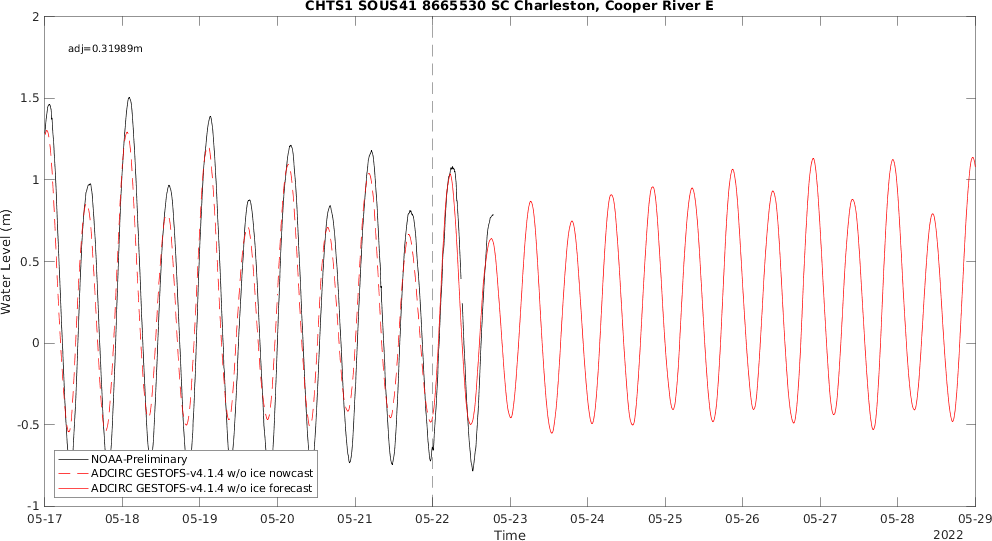 CHTS1 SOUS41 8665530 SC Charleston, Cooper River E
2
adj=0.31989m
1.5
1
0.5
0
-0.5
-1
Water Level (m)
NOAA-Preliminary
ADCIRC GESTOFS-v4.1.4 w/o ice nowcast
ADCIRC GESTOFS-v4.1.4 w/o ice forecast
05-17 05-18 05-19 05-20 05-21 05-22 05-23 05-24 05-25 05-26 05-27 05-28 05-29
Time
2022